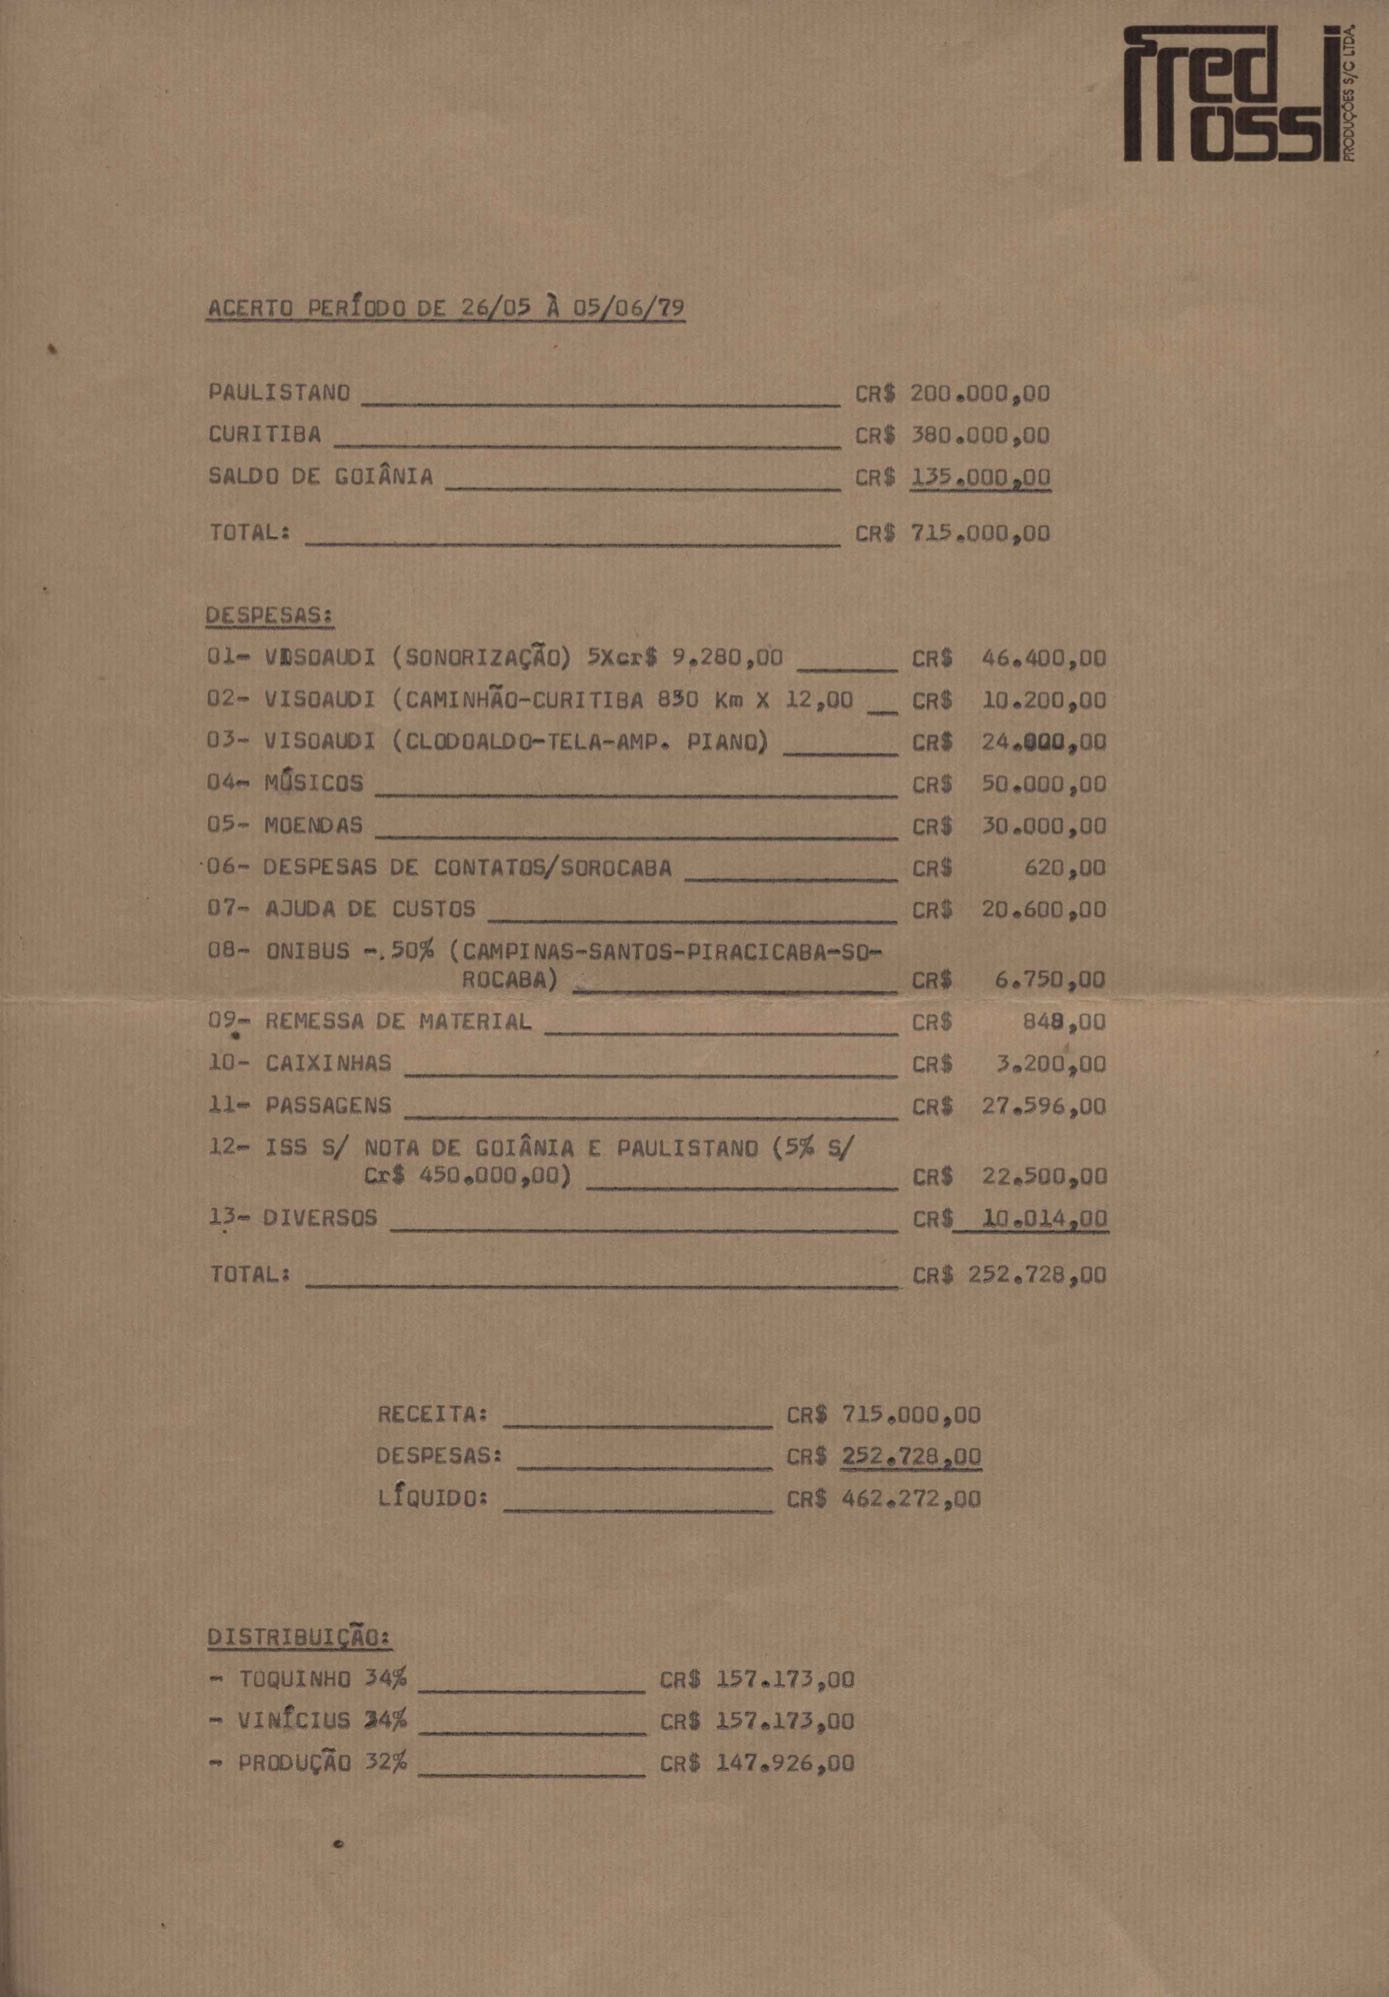 Fred Rossi
PRODUÇÕES S/C LTDA.
ACERTO PERÍODO DE 26/05 À 05/06/79
PAULISTANO CR$ 200.000,00
CURITIBA CR$ 380.000,00
SALDO DE GOIÂNIA CR$ 135.000,00
TOTAL: CR$ 715.000,00
DESPESAS:
01- VISOAUDI (SONORIZAÇÃO) 5Xcr$ 9.280,00 CR$ 46.400,00
02- VISOAUDI (CAMINHÃO-CURITIBA 850 Km X 12,00 CR$ 10.200,00
03- VISOAUDI (CLODOALDO-TELA-AMP. PIANO) CR$ 24.000,00
04- MÚSICOS CR$ 50.000,00
05- MOENDAS CR$ 30.000,00
06- DESPESAS DE CONTATOS/SOROCABA CR$ 620,00
07- AJUDA DE CUSTOS CR$ 20.600,00
08- ONIBUS -.50% (CAMPINAS-SANTOS-PIRACICABA-SO-
ROCABA) CR$ 6.750,00
09- REMESSA DE MATERIAL CR$ 848,00
10- CAIXINHAS CR$ 3.200,00
11- PASSAGENS CR$ 27.596,00
12- ISS S/ NOTA DE GOIÂNIA E PAULISTANO (5% S/
Cr$ 450.000,00) CR$ 22.500,00
13- DIVERSOS CR$ 10.014,00
TOTAL: CR$ 252.728,00
RECEITA: CR$ 715.000,00
DESPESAS: CR$ 252.728,00
LÍQUIDO: CR$ 462.272,00
DISTRIBUIÇÃO:
- TOQUINHO 34% CR$ 157.173,00
- VINÍCIUS 34% CR$ 157.173,00
- PRODUÇÃO 32% CR$ 147.926,00